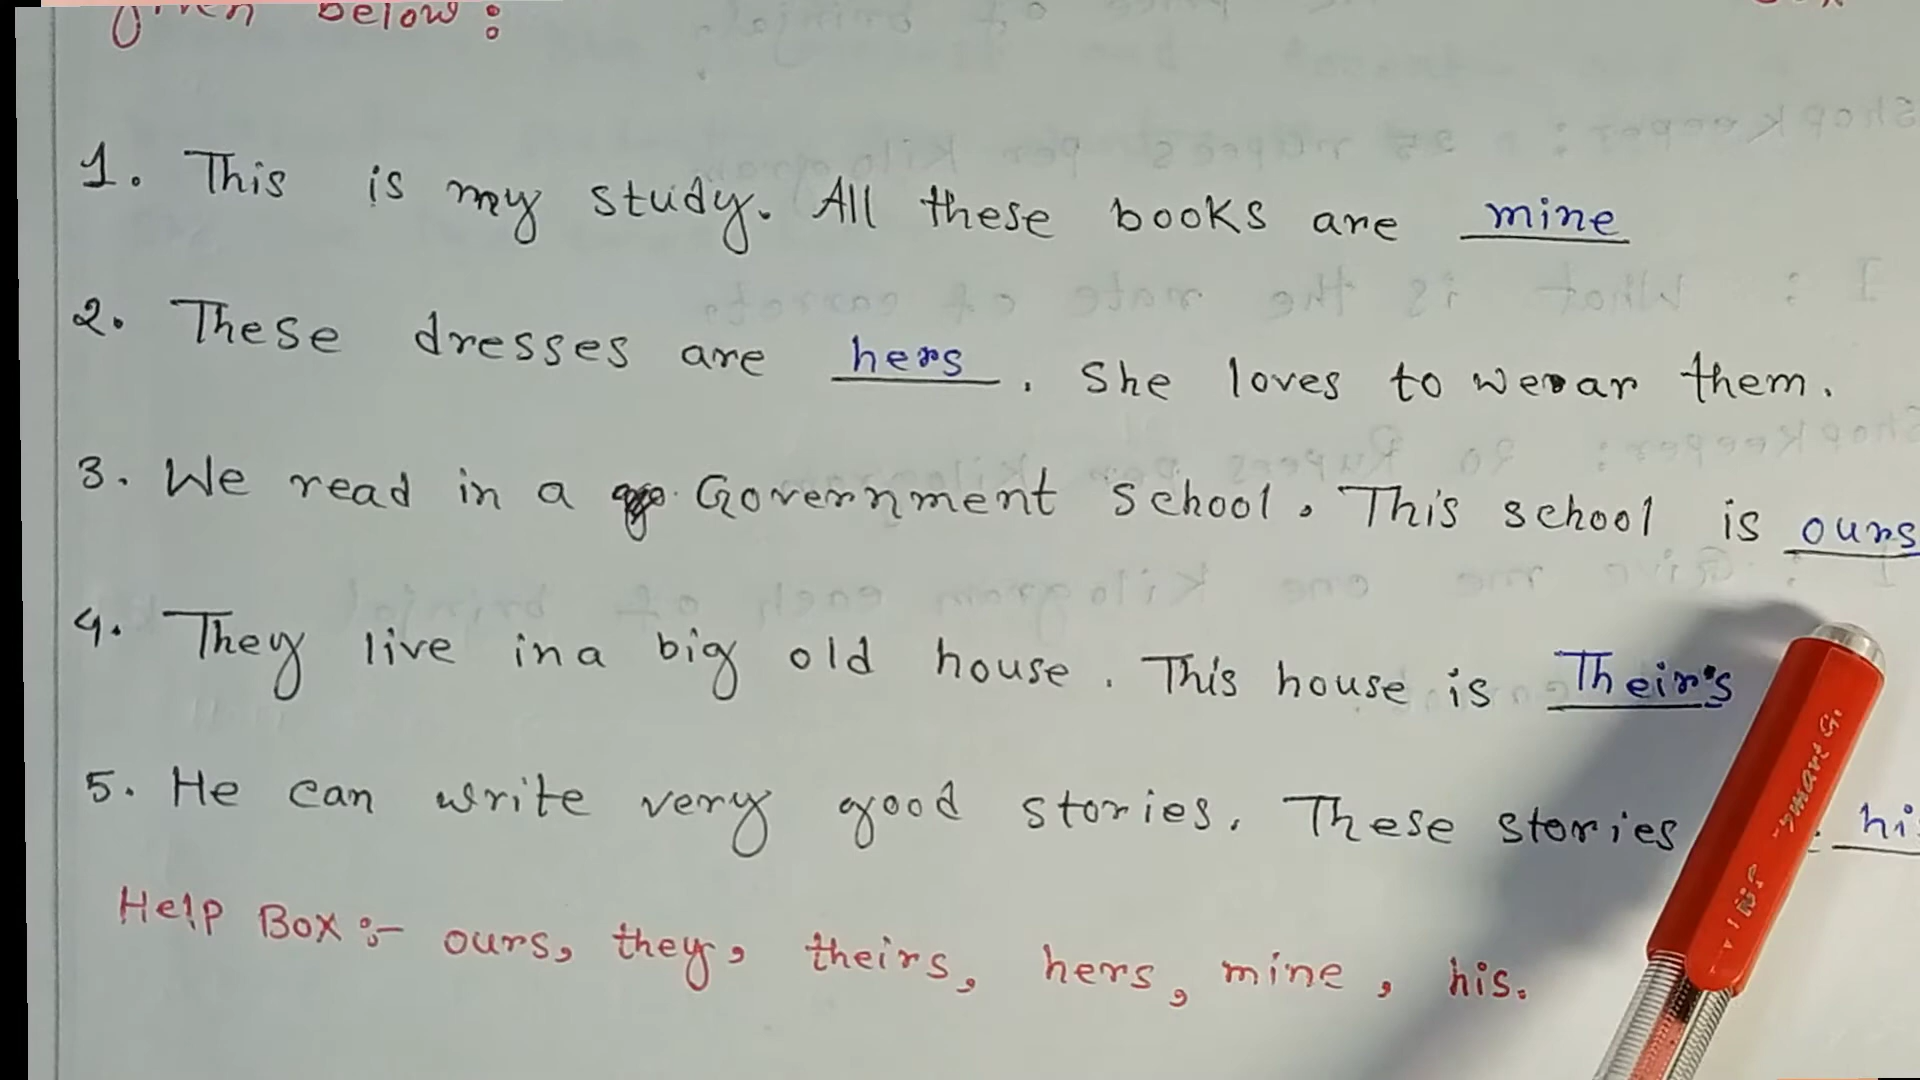 given below:
1. This is my study. All these books are mine
2. These dresses are hers. She loves to wear them.
3. We read in a Government school. This school is ours
4. They live in a big old house. This house is Their's
5. He can write very good stories. These stories his
Help Box :- ours, they, theirs, hers, mine, his.